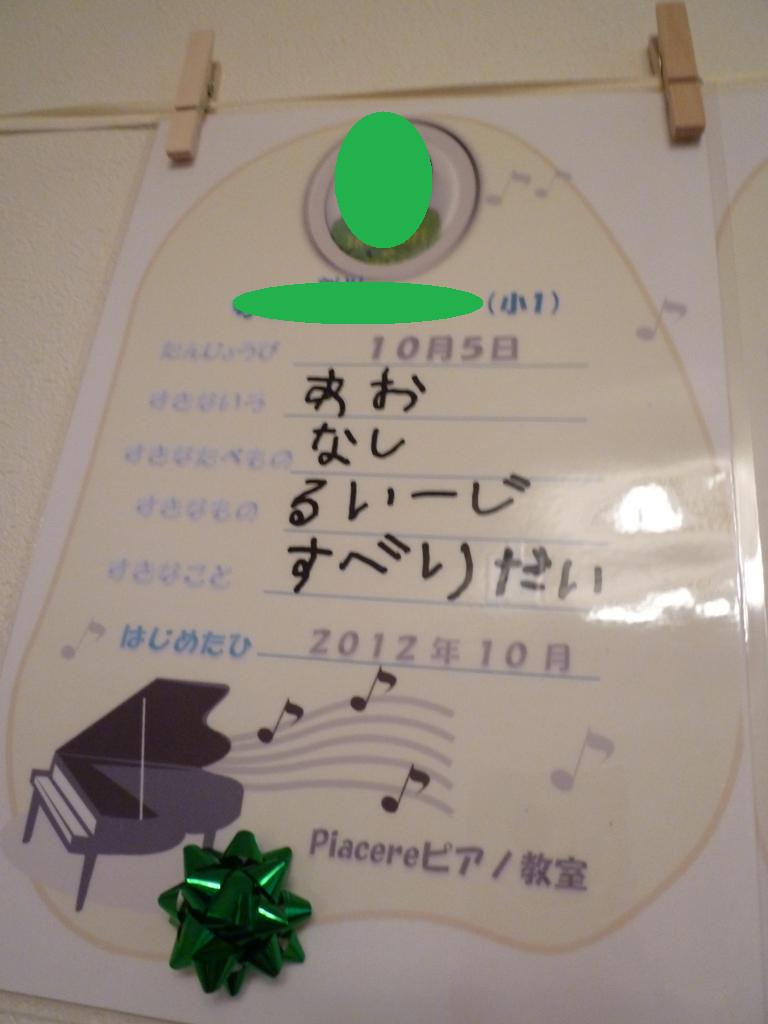 （小1）
たんじょうび 10月5日
すきないろ あお
すきなたべもの なし
すきなもの るいーじ
すきなこと すべりだい
はじめたひ 2012年10月
Piacereピアノ教室